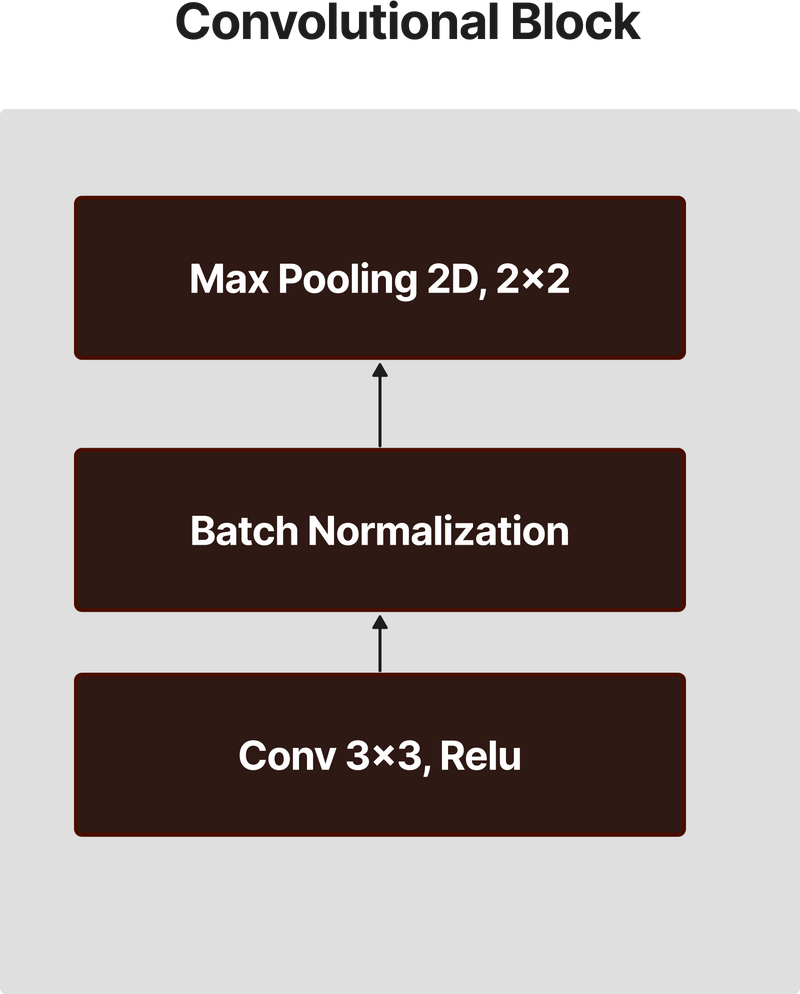 Convolutional Block
Max Pooling 2D, 2×2
Batch Normalization
Conv 3×3, Relu